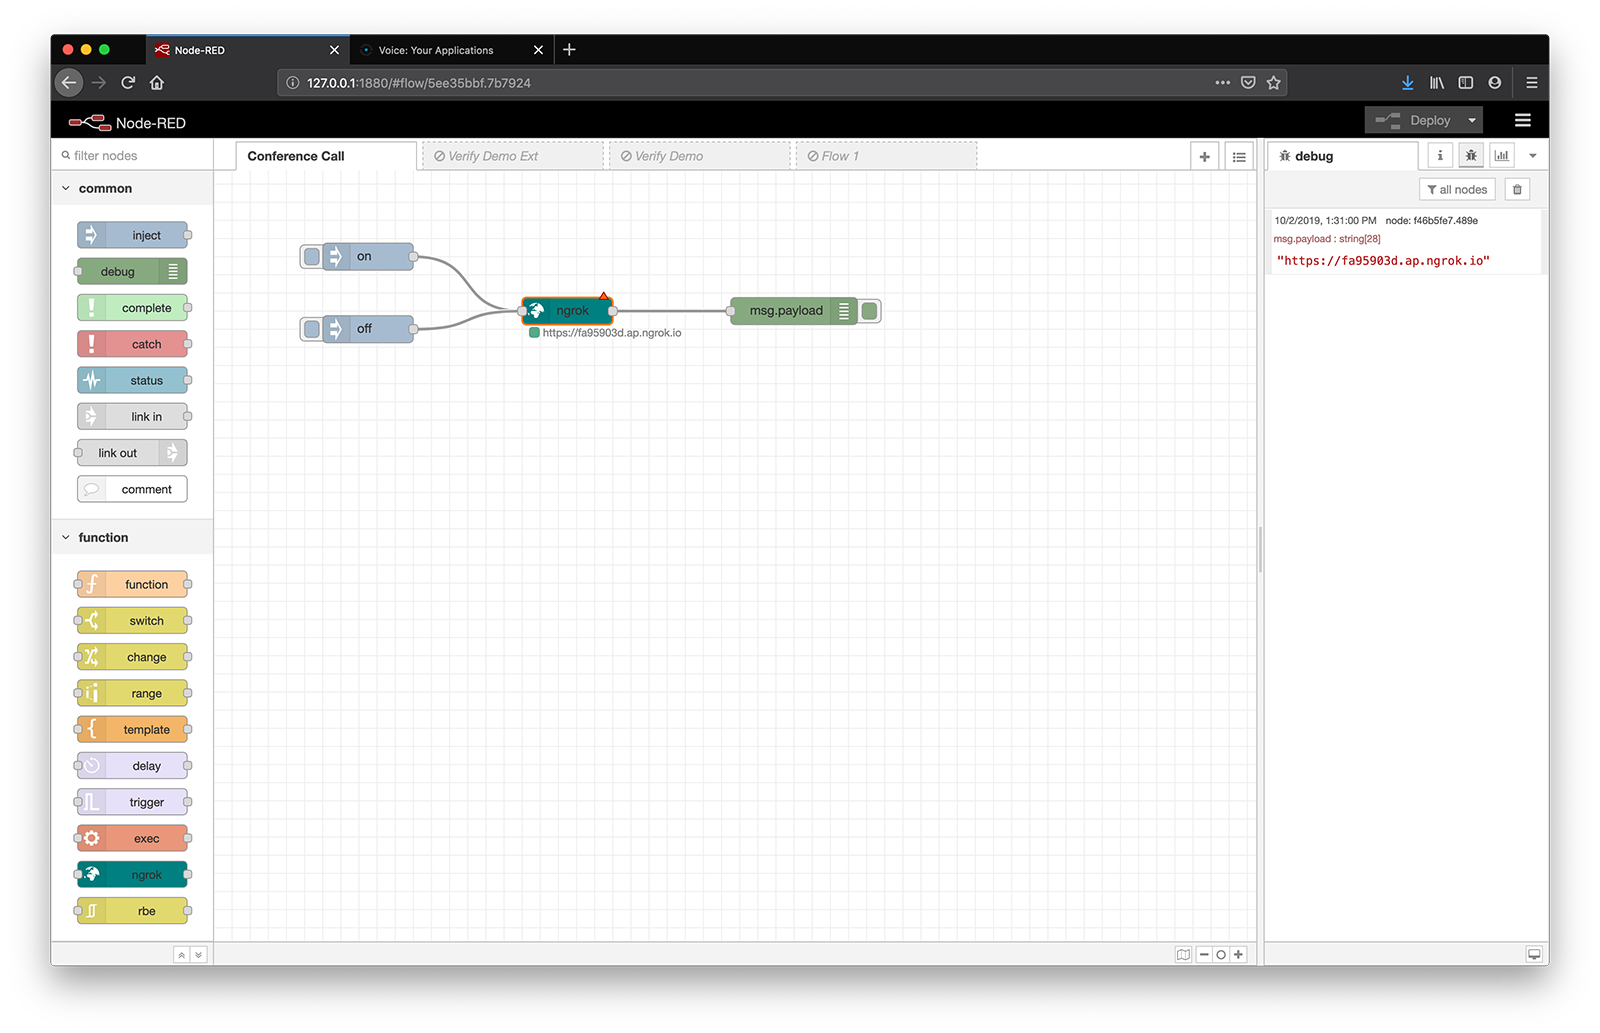 Node-RED
Voice: Your Applications
127.0.0.1:1880/#flow/5ee35bbf.7b7924
Node-RED
Deploy
filter nodes
Conference Call
Verify Demo Ext
Verify Demo
Flow 1
debug
i
all nodes
common
inject
debug
complete
catch
status
link in
link out
comment
function
function
switch
change
range
template
delay
trigger
exec
ngrok
rbe
on
off
ngrok
https://fa95903d.ap.ngrok.io
msg.payload
10/2/2019, 1:31:00 PM node: f46b5fe7.489e
msg.payload : string[28]
"https://fa95903d.ap.ngrok.io"